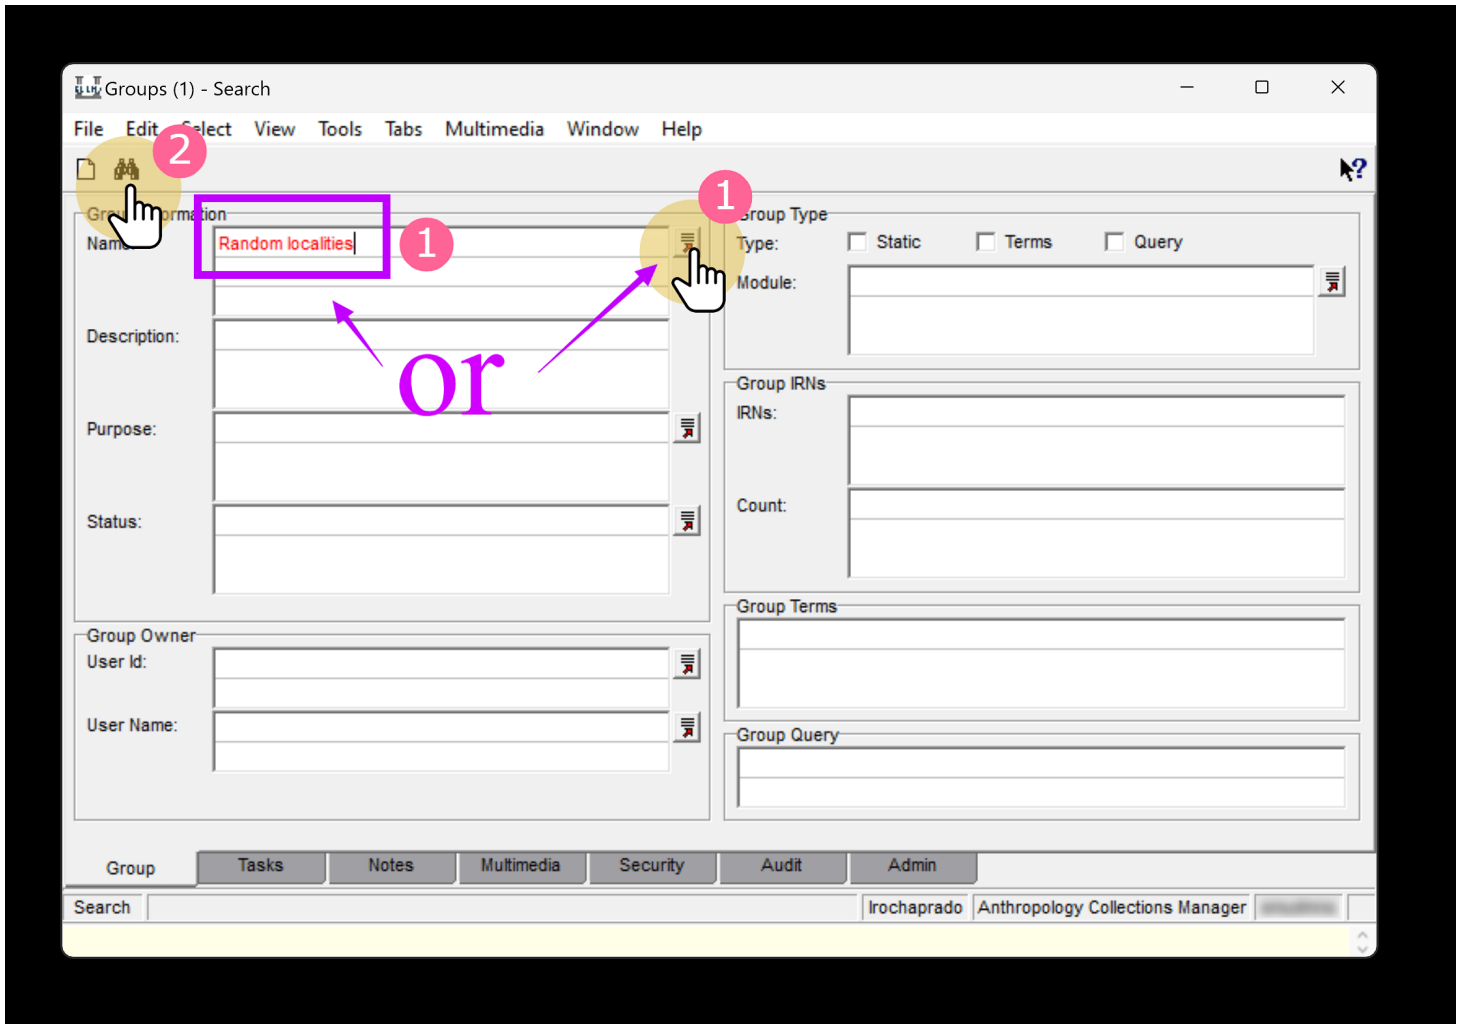 Groups (1) - Search
File Edit Select View Tools Tabs Multimedia Window Help
2
Group Information
Name:
Random localities
1
1
or
Description:
Purpose:
Status:
Group Owner
User Id:
User Name:
Group Type
Type:
Static
Terms
Query
Module:
Group IRNs
IRNs:
Count:
Group Terms
Group Query
Group Tasks Notes Multimedia Security Audit Admin
Search
lrochaprado
Anthropology Collections Manager